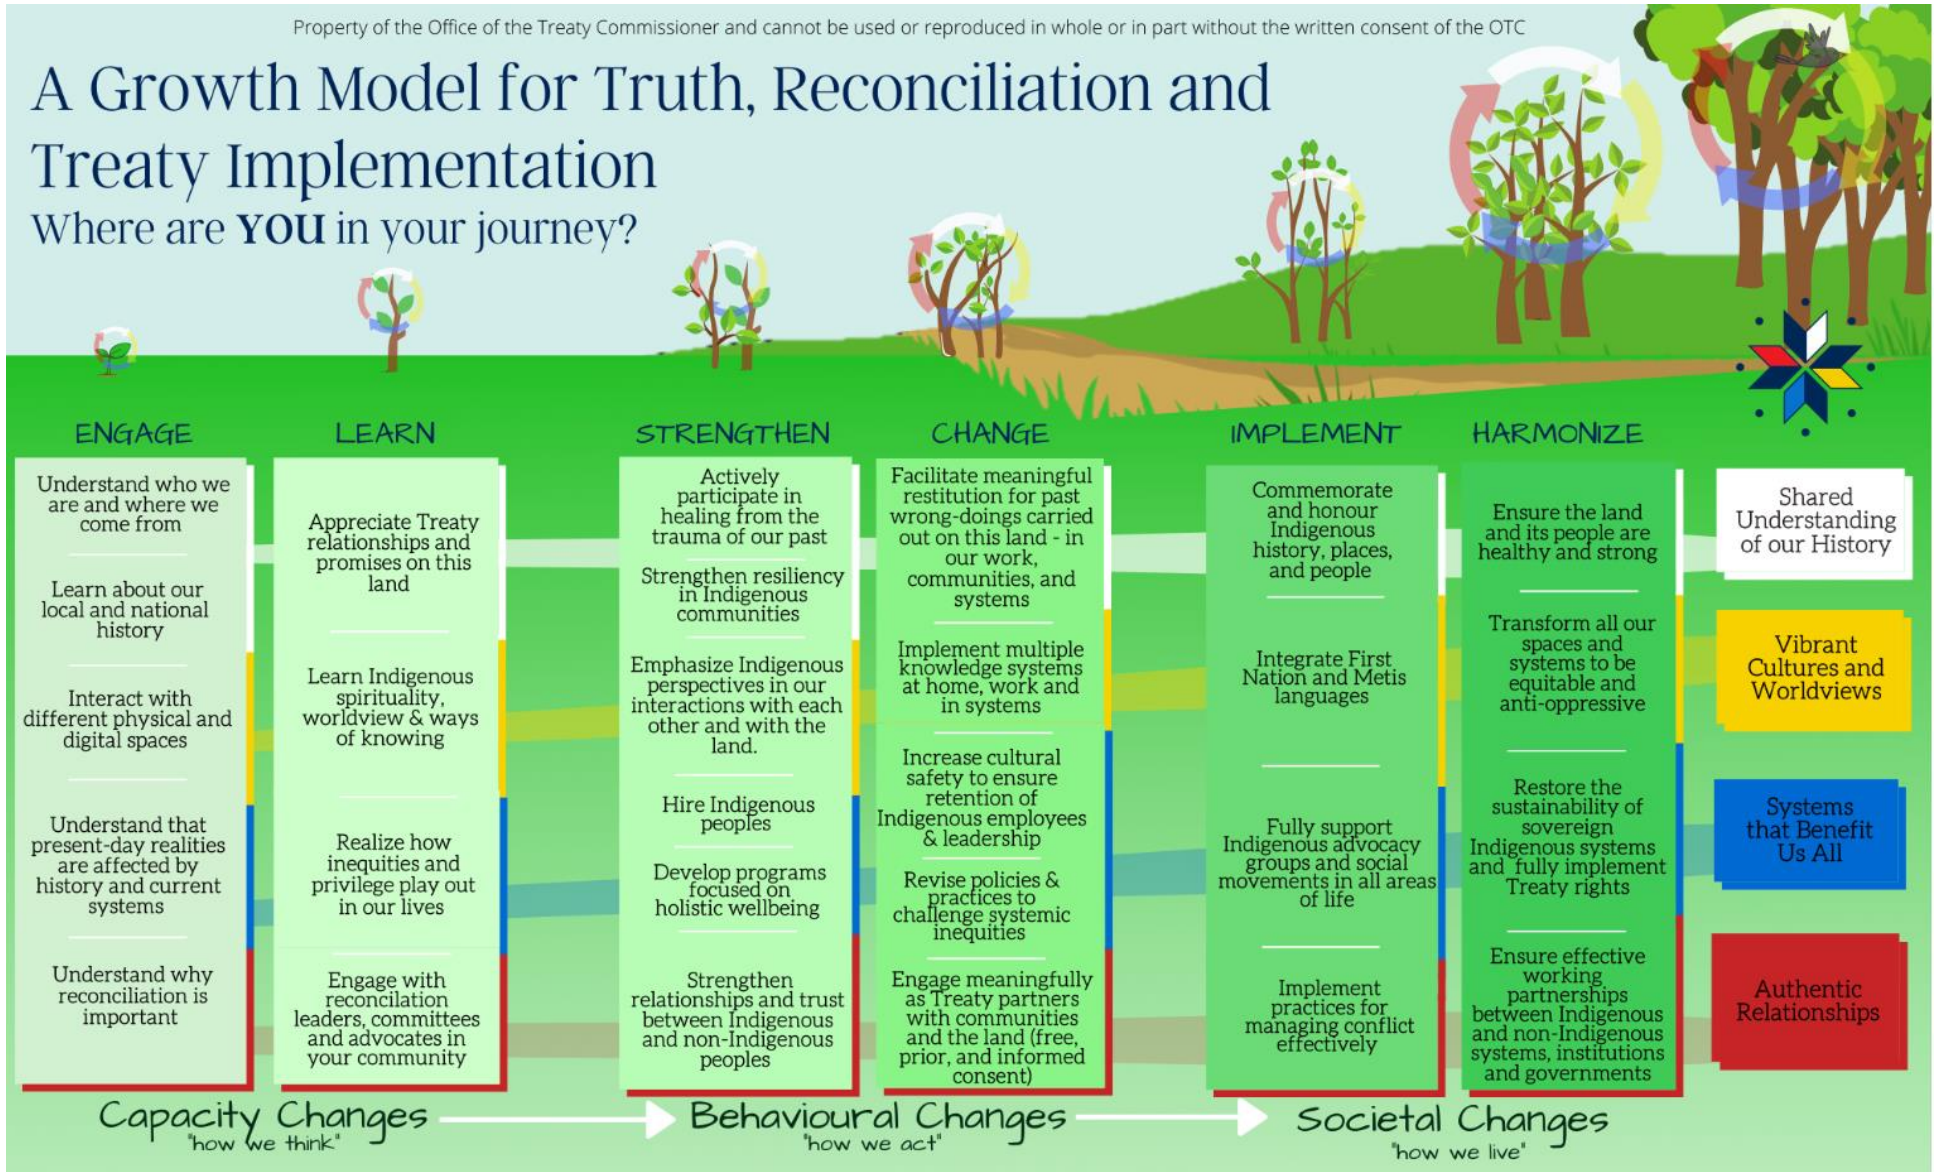 Property of the Office of the Treaty Commissioner and cannot be used or reproduced in whole or in part without the written consent of the OTC
A Growth Model for Truth, Reconciliation and
Treaty Implementation
Where are YOU in your journey?
ENGAGE
Understand who we
are and where we
come from
Learn about our
local and national
history
Interact with
different physical and
digital spaces
Understand that
present-day realities
are affected by
history and current
systems
Understand why
reconciliation is
important
LEARN
Appreciate Treaty
relationships and
promises on this
land
Learn Indigenous
spirituality,
worldview & ways
of knowing
Realize how
inequities and
privilege play out
in our lives
Engage with
reconcilation
leaders, committees
and advocates in
your community
STRENGTHEN
Actively
participate in
healing from the
trauma of our past
Strengthen resiliency
in Indigenous
communities
Emphasize Indigenous
perspectives in our
interactions with each
other and with the
land.
Hire Indigenous
peoples
Develop programs
focused on
holistic wellbeing
Strengthen
relationships and trust
between Indigenous
and non-Indigenous
peoples
CHANGE
Facilitate meaningful
restitution for past
wrong-doings carried
out on this land - in
our work,
communities, and
systems
Implement multiple
knowledge systems
at home, work and
in systems
Increase cultural
safety to ensure
retention of
Indigenous employees
& leadership
Revise policies &
practices to
challenge systemic
inequities
Engage meaningfully
as Treaty partners
with communities
and the land (free,
prior, and informed
consent)
IMPLEMENT
Commemorate
and honour
Indigenous
history, places,
and people
Integrate First
Nation and Metis
languages
Fully support
Indigenous advocacy
groups and social
movements in all areas
of life
Implement
practices for
managing conflict
effectively
HARMONIZE
Ensure the land
and its people are
healthy and strong
Transform all our
spaces and
systems to be
equitable and
anti-oppressive
Restore the
sustainability of
sovereign
Indigenous systems
and fully implement
Treaty rights
Ensure effective
working
partnerships
between Indigenous
and non-Indigenous
systems, institutions
and governments
Shared
Understanding
of our History
Vibrant
Cultures and
Worldviews
Systems
that Benefit
Us All
Authentic
Relationships
Capacity Changes
"how we think"
Behavioural Changes
"how we act"
Societal Changes
"how we live"